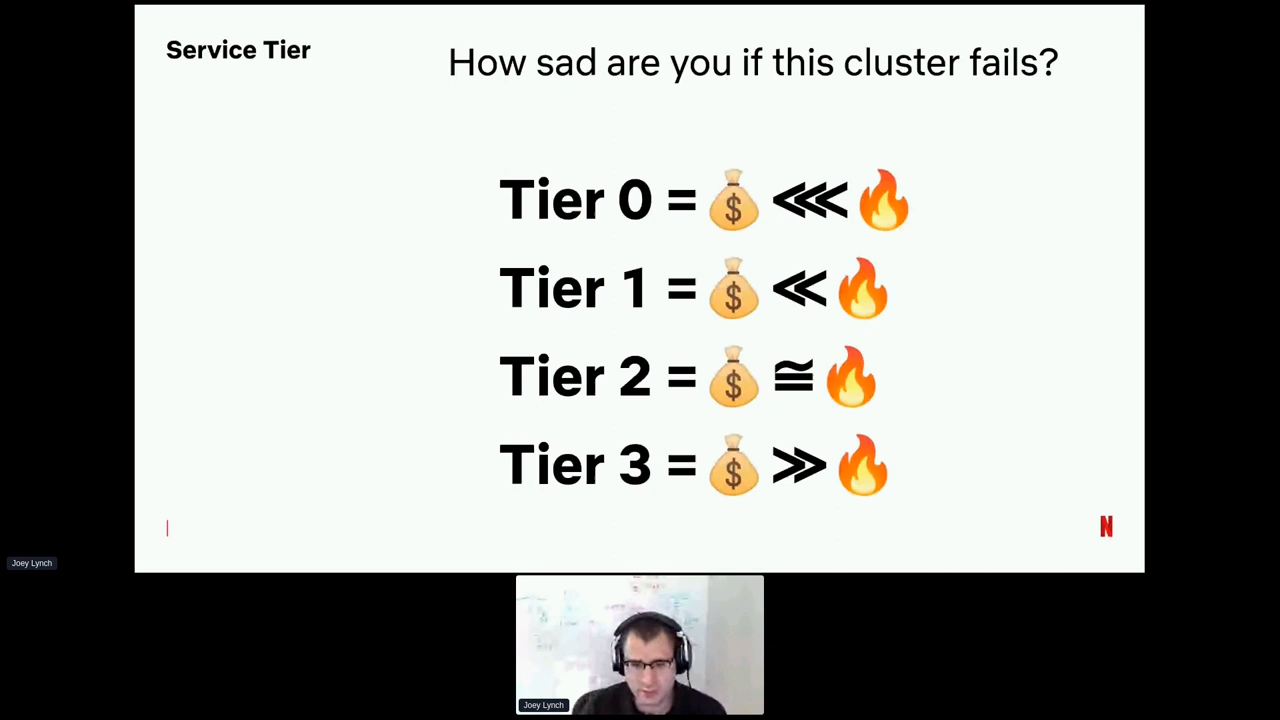 Service Tier
How sad are you if this cluster fails?
Tier 0 = 💰 ⋘ 🔥
Tier 1 = 💰 ≪ 🔥
Tier 2 = 💰 ≅ 🔥
Tier 3 = 💰 ≫ 🔥
N
Joey Lynch
Joey Lynch